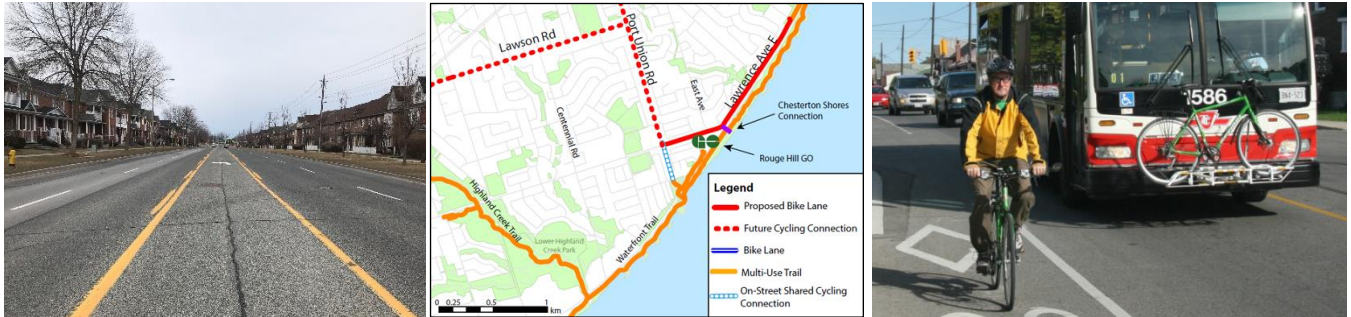 Lawson Rd
Port Union Rd
Lawrence Ave E
East Ave
Centennial Rd
Chesterton Shores
Connection
GO
Rouge Hill GO
Highland Creek Trail
Lower Highland
Creek Park
Waterfront Trail
0 0.25 0.5 1
km
Legend
Proposed Bike Lane
Future Cycling Connection
Bike Lane
Multi-Use Trail
On-Street Shared Cycling
Connection
01
1586